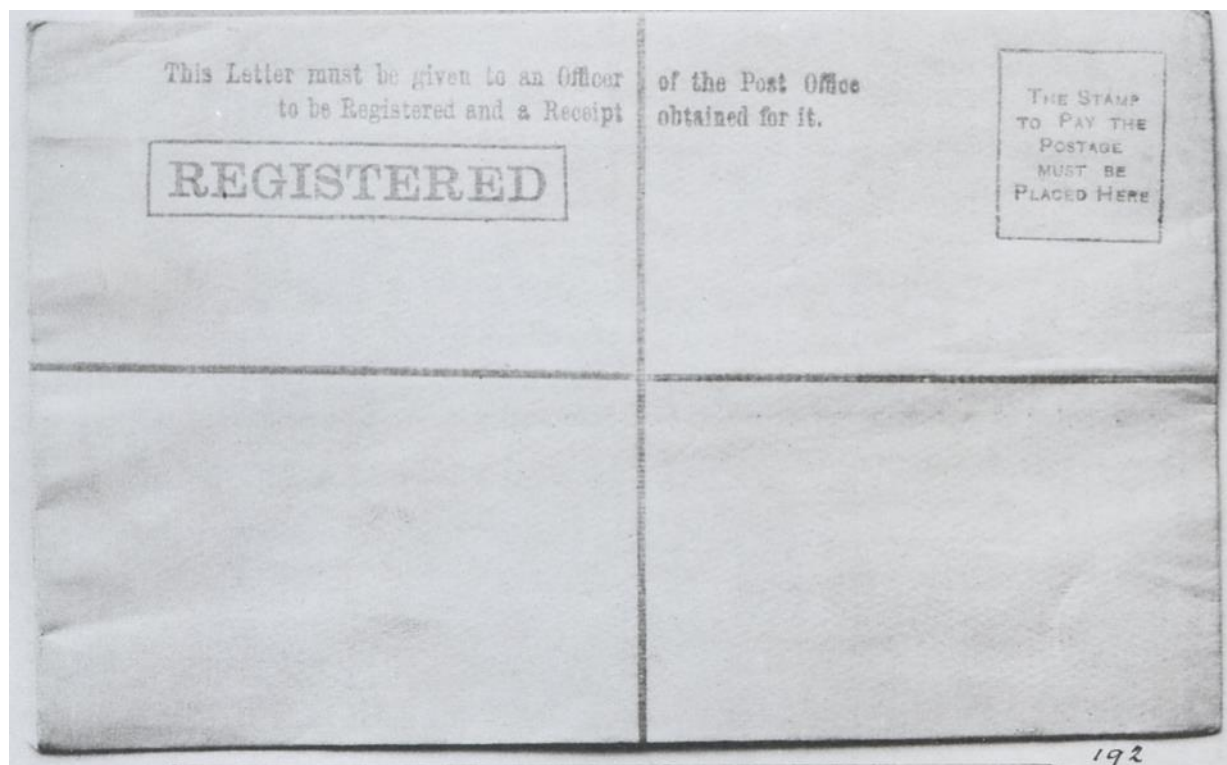 This Letter must be given to an Officer of the Post Office
to be Registered and a Receipt obtained for it.
REGISTERED
THE STAMP
TO PAY THE
POSTAGE
MUST BE
PLACED HERE
192